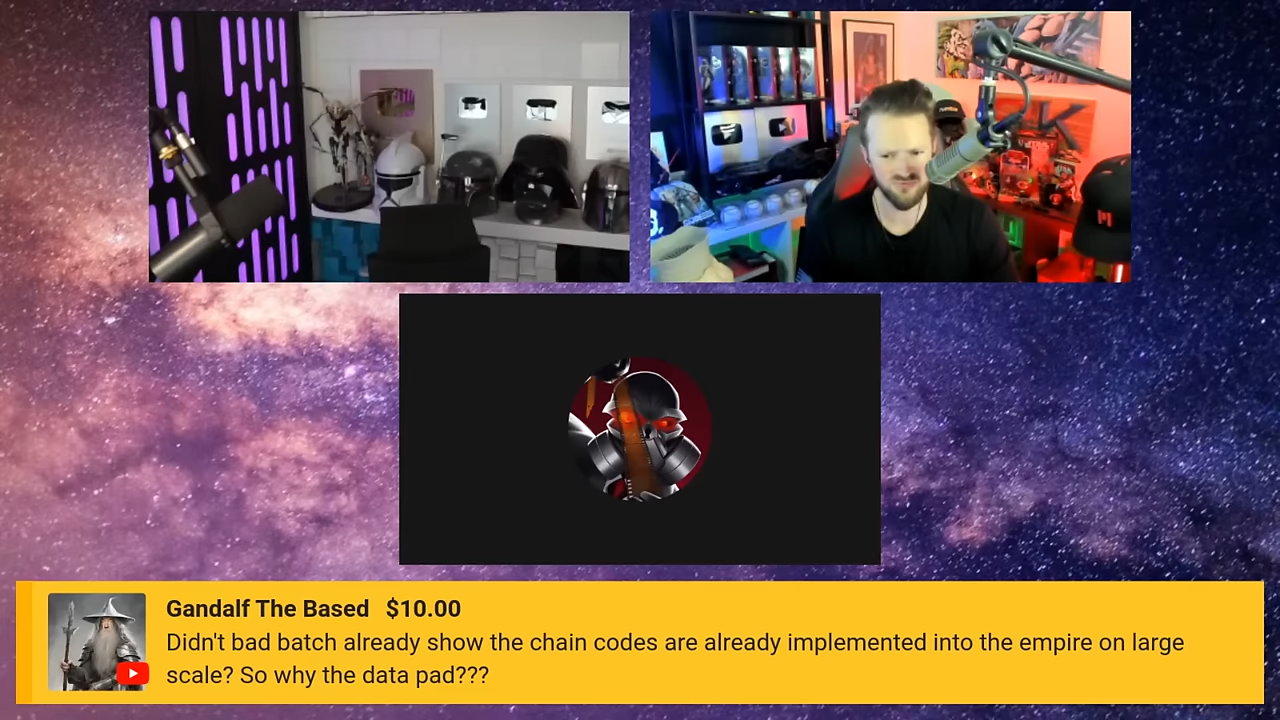 Gandalf The Based $10.00
Didn't bad batch already show the chain codes are already implemented into the empire on large
scale? So why the data pad???